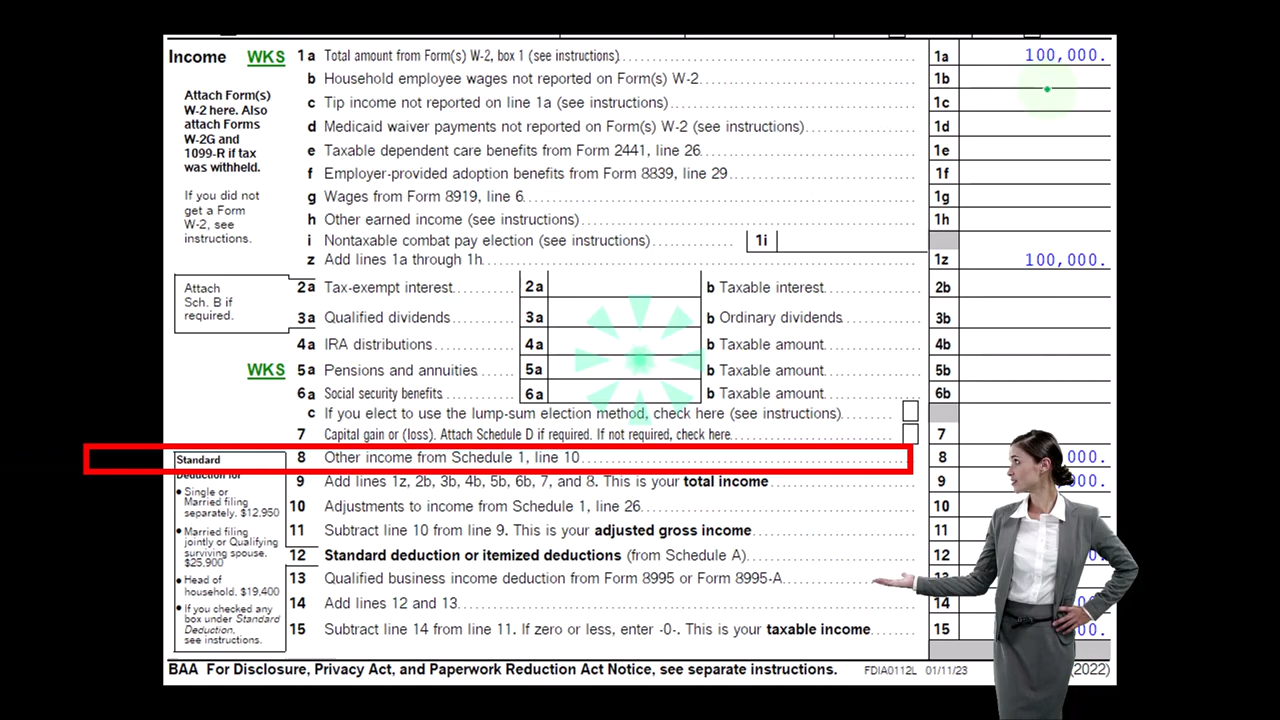 Income WKS 1a Total amount from Form(s) W-2, box 1 (see instructions) 1a 100,000.
b Household employee wages not reported on Form(s) W-2 1b
Attach Form(s) W-2 here. Also attach Forms W-2G and 1099-R if tax was withheld.
c Tip income not reported on line 1a (see instructions) 1c
d Medicaid waiver payments not reported on Form(s) W-2 (see instructions) 1d
e Taxable dependent care benefits from Form 2441, line 26 1e
f Employer-provided adoption benefits from Form 8839, line 29 1f
If you did not get a Form W-2, see instructions.
g Wages from Form 8919, line 6 1g
h Other earned income (see instructions) 1h
i Nontaxable combat pay election (see instructions) 1i
z Add lines 1a through 1h 1z 100,000.
Attach Sch. B if required.
2a Tax-exempt interest 2a b Taxable interest 2b
3a Qualified dividends 3a b Ordinary dividends 3b
4a IRA distributions 4a b Taxable amount 4b
WKS 5a Pensions and annuities 5a b Taxable amount 5b
6a Social security benefits 6a b Taxable amount 6b
c If you elect to use the lump-sum election method, check here (see instructions)
7 Capital gain or (loss). Attach Schedule D if required. If not required, check here 7
8 Other income from Schedule 1, line 10 8 000.
Standard Deduction for
9 Add lines 1z, 2b, 3b, 4b, 5b, 6b, 7, and 8. This is your total income 9 000.
• Single or Married filing separately, $12,950
10 Adjustments to income from Schedule 1, line 26 10
11 Subtract line 10 from line 9. This is your adjusted gross income 11
• Married filing jointly or Qualifying surviving spouse, $25,900
12 Standard deduction or itemized deductions (from Schedule A) 12
13 Qualified business income deduction from Form 8995 or Form 8995-A
• Head of household, $19,400
14 Add lines 12 and 13 14
• If you checked any box under Standard Deduction, see instructions.
15 Subtract line 14 from line 11. If zero or less, enter -0-. This is your taxable income 15
BAA For Disclosure, Privacy Act, and Paperwork Reduction Act Notice, see separate instructions. FDIA0112L 01/11/23 (2022)